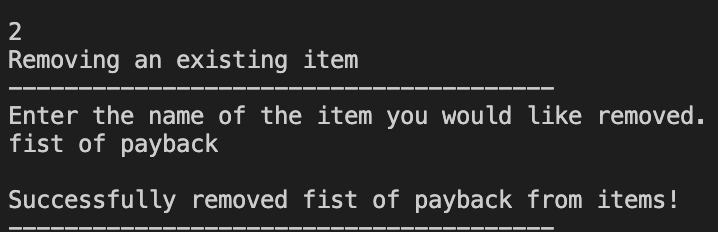 2
Removing an existing item
---------------------------------------
Enter the name of the item you would like removed.
fist of payback
Successfully removed fist of payback from items!
---------------------------------------